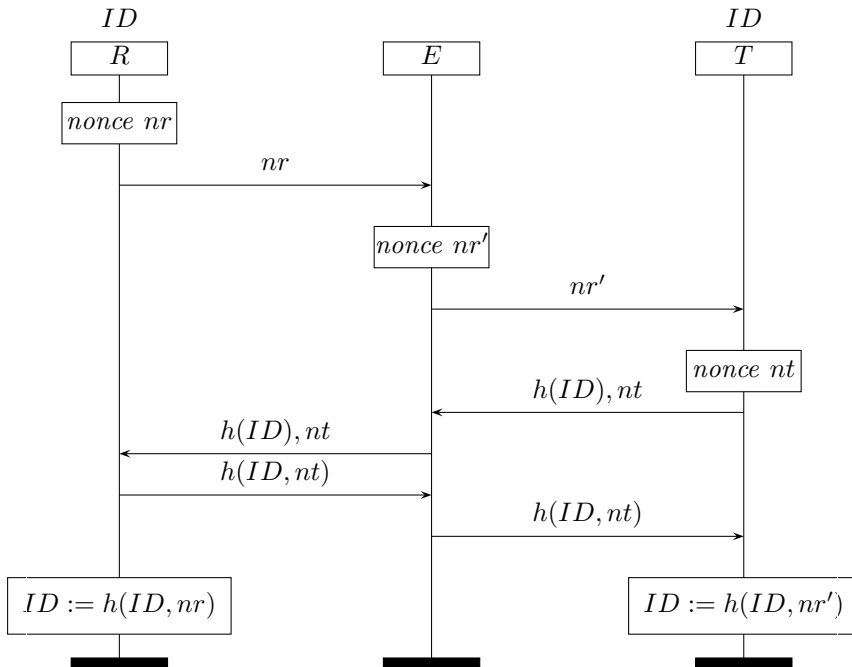 ID ID
R E T
nonce nr
nr
nonce nr′
nr′
nonce nt
h(ID), nt
h(ID), nt
h(ID, nt)
h(ID, nt)
ID := h(ID, nr) ID := h(ID, nr′)